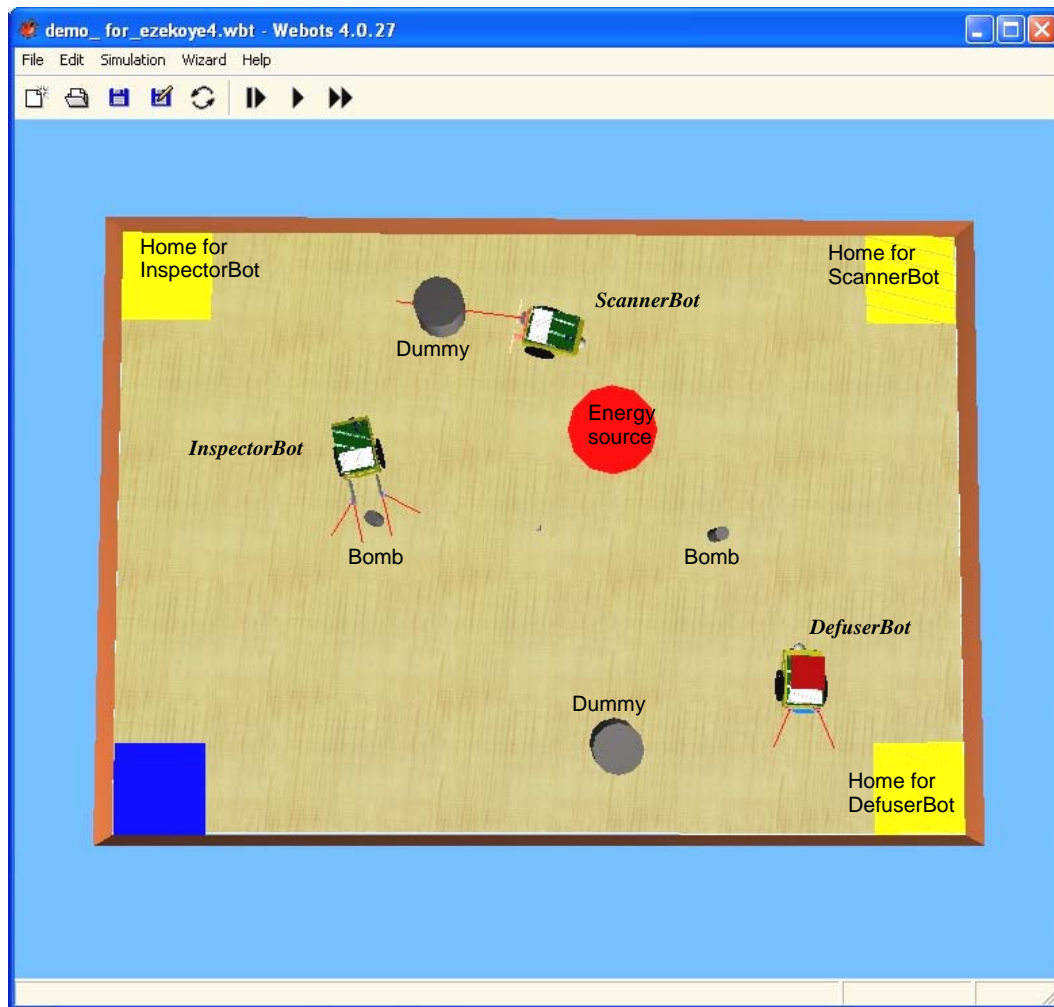 demo_ for_ezekoye4.wbt - Webots 4.0.27
File Edit Simulation Wizard Help
Home for
InspectorBot
Home for
ScannerBot
ScannerBot
Dummy
Energy
source
InspectorBot
Bomb
Bomb
DefuserBot
Dummy
Home for
DefuserBot